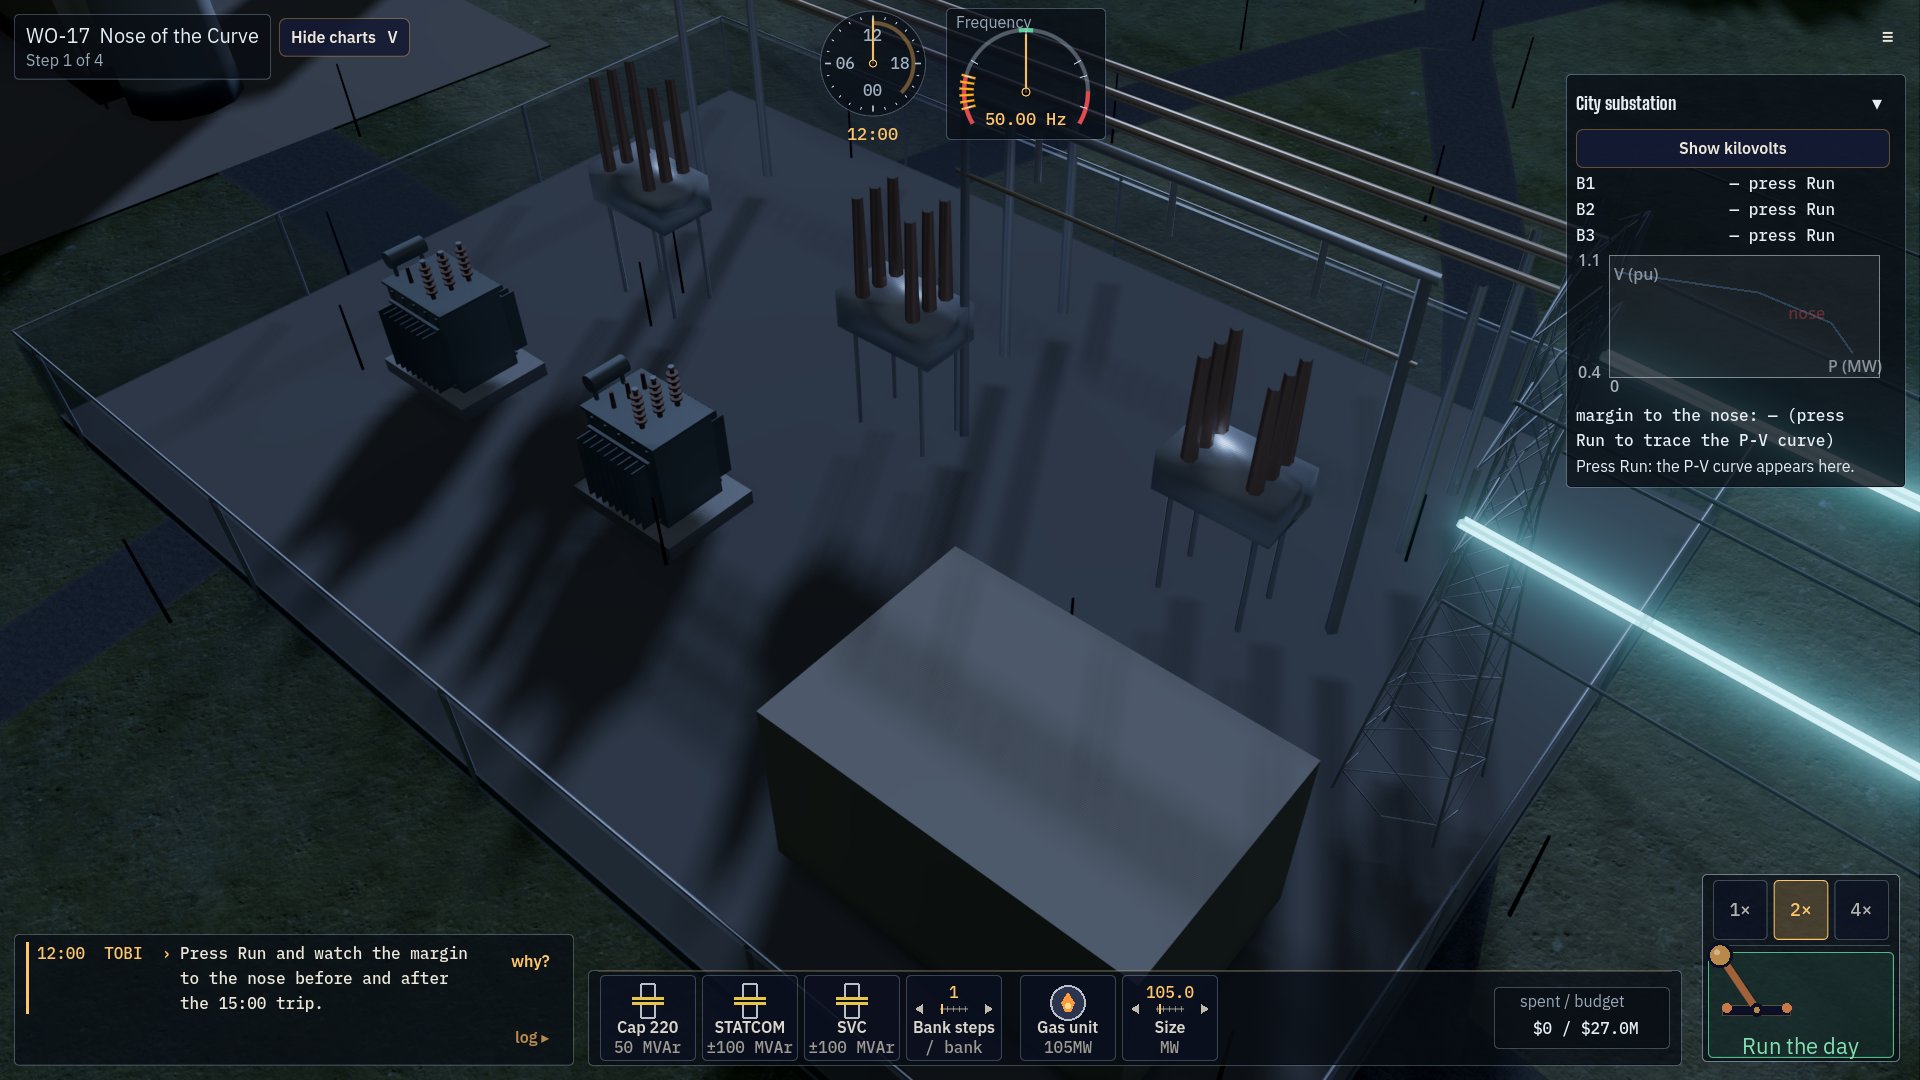 WO-17 Nose of the Curve
Step 1 of 4
Hide charts V
12
06 18
00
12:00
Frequency
50.00 Hz
≡
City substation ▼
Show kilovolts
B1 — press Run
B2 — press Run
B3 — press Run
1.1
V (pu)
nose
P (MW)
0.4
0
margin to the nose: — (press
Run to trace the P-V curve)
Press Run: the P-V curve appears here.
12:00 TOBI › Press Run and watch the margin
to the nose before and after
the 15:00 trip.
why?
log ▸
Cap 220
50 MVAr
STATCOM
±100 MVAr
SVC
±100 MVAr
1
Bank steps
/ bank
Gas unit
105MW
105.0
Size
MW
spent / budget
$0 / $27.0M
1× 2× 4×
Run the day